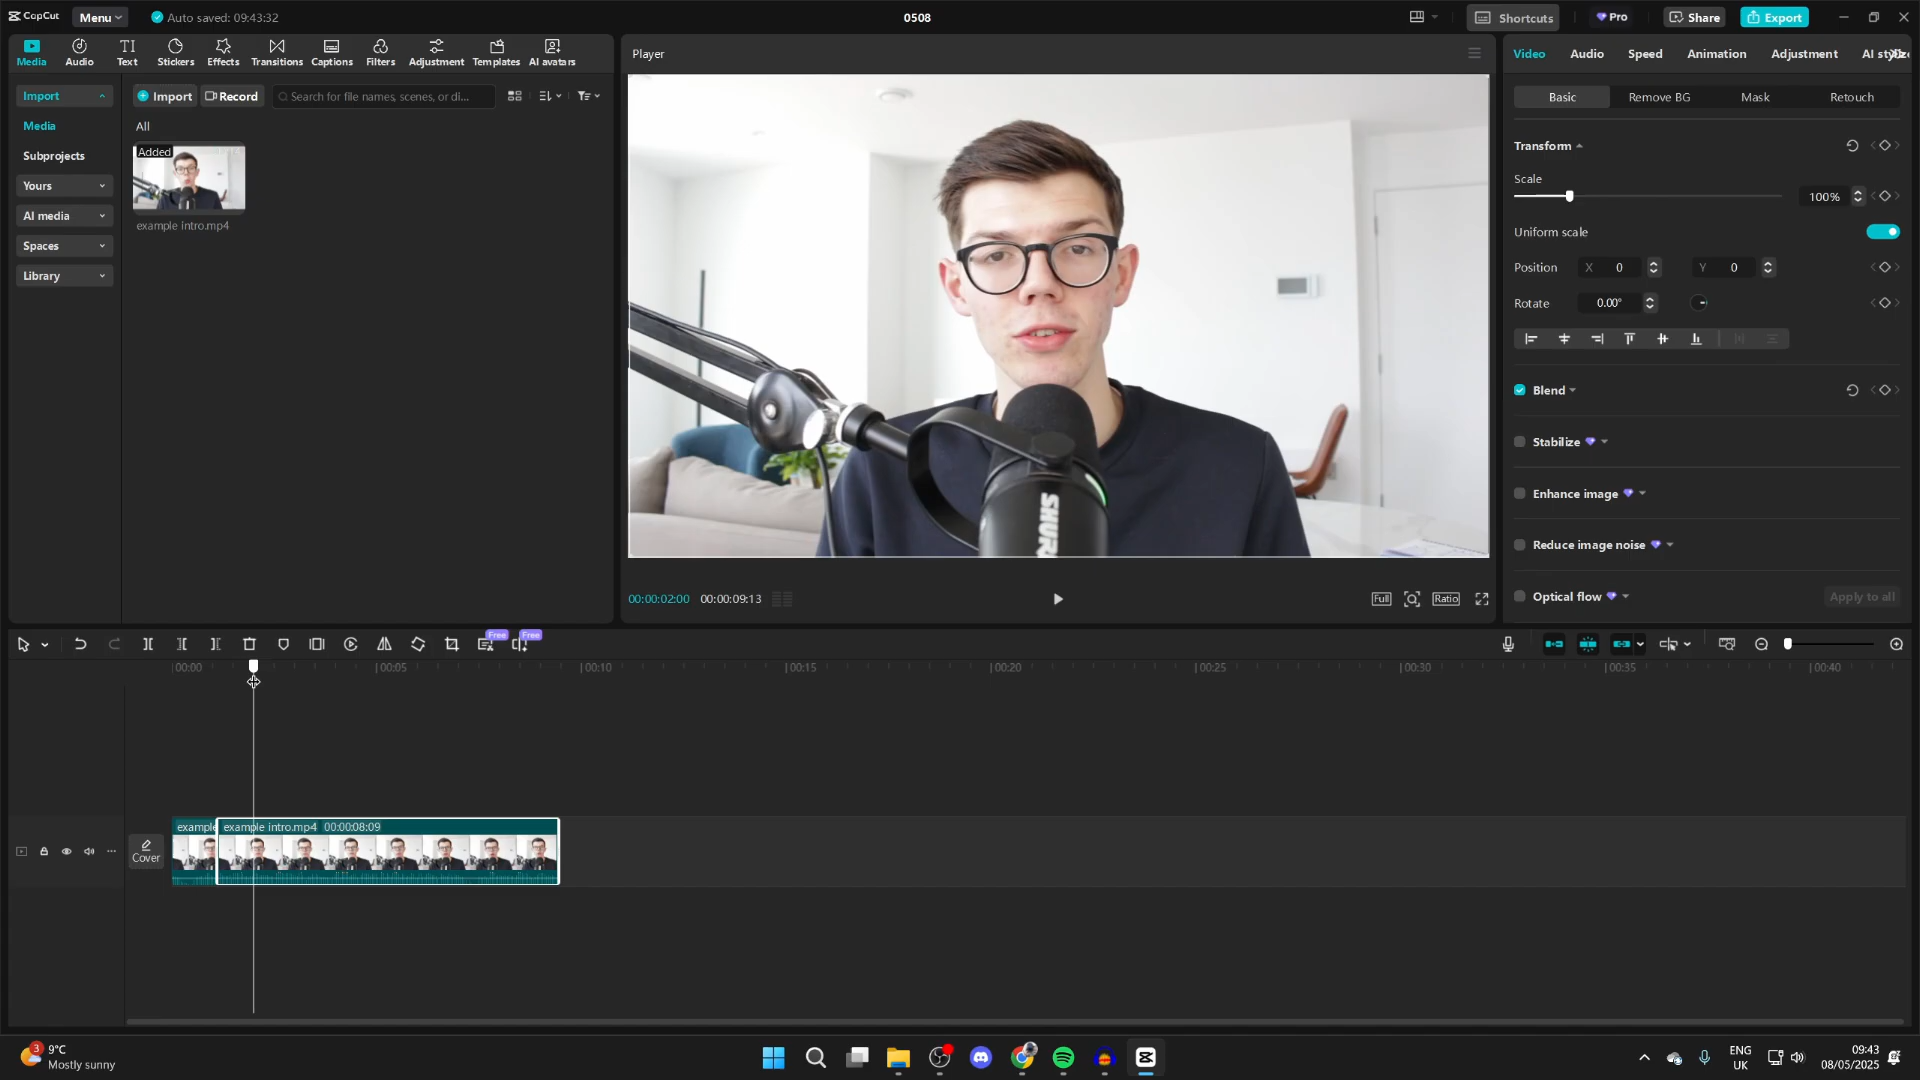 CapCut Menu Auto saved: 09:43:32 0508 Shortcuts Pro Share Export
Media Audio Text Stickers Effects Transitions Captions Filters Adjustment Templates AI avatars
Import
Media
Subprojects
Yours
AI media
Spaces
Library
Import Record Search for file names, scenes, or di...
All
Added
example intro.mp4
Player
SHUR
00:00:02:00 00:00:09:13 Full Ratio
Video Audio Speed Animation Adjustment AI
Basic Remove BG Mask Retouch
Transform
Scale
100%
Uniform scale
Position X 0 Y 0
Rotate 0.00°
Blend
Stabilize
Enhance image
Reduce image noise
Optical flow Apply to all
Free Free
00:00 00:05 00:10 00:15 00:20 00:25 00:30 00:35 00:40
Cover
example
example intro.mp4 00:00:08:09
3
9°C
Mostly sunny
ENG
UK
09:43
08/05/2025